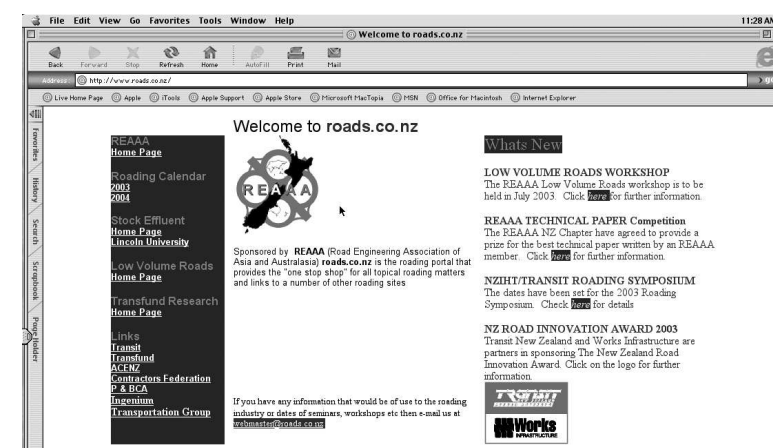 File Edit View Go Favorites Tools Window Help
11:28 AM
Welcome to roads.co.nz
Back Forward Stop Refresh Home AutoFill Print Mail
Address: http://www.roads.co.nz/
Live Home Page Apple iTools Apple Support Apple Store Microsoft MacTopia MSN Office for Macintosh Internet Explorer
Favorites
History
Search
Scrapbook
Page Holder
REAAA
Home Page
Roading Calendar
2003
2004
Stock Effluent
Home Page
Lincoln University
Low Volume Roads
Home Page
Transfund Research
Home Page
Links
Transit
Transfund
ACENZ
Contractors Federation
P & BCA
Ingenium
Transportation Group
Welcome to roads.co.nz
REAAA
Sponsored by REAAA (Road Engineering Association of
Asia and Australasia) roads.co.nz is the roading portal that
provides the "one stop shop" for all topical roading matters
and links to a number of other roading sites
If you have any information that would be of use to the roading
industry or dates of seminars, workshops etc then e-mail us at
webmaster@roads.co.nz
Whats New
LOW VOLUME ROADS WORKSHOP
The REAAA Low Volume Roads workshop is to be
held in July 2003. Click here for further information.
REAAA TECHNICAL PAPER Competition
The REAAA NZ Chapter have agreed to provide a
prize for the best technical paper written by an REAAA
member. Click here for further information.
NZIHT/TRANSIT ROADING SYMPOSIUM
The dates have been set for the 2003 Roading
Symposium. Check here for details
NZ ROAD INNOVATION AWARD 2003
Transit New Zealand and Works Infrastructure are
partners in sponsoring The New Zealand Road
Innovation Award. Click on the logo for further
information.
TRANSIT
Works
INFRASTRUCTURE